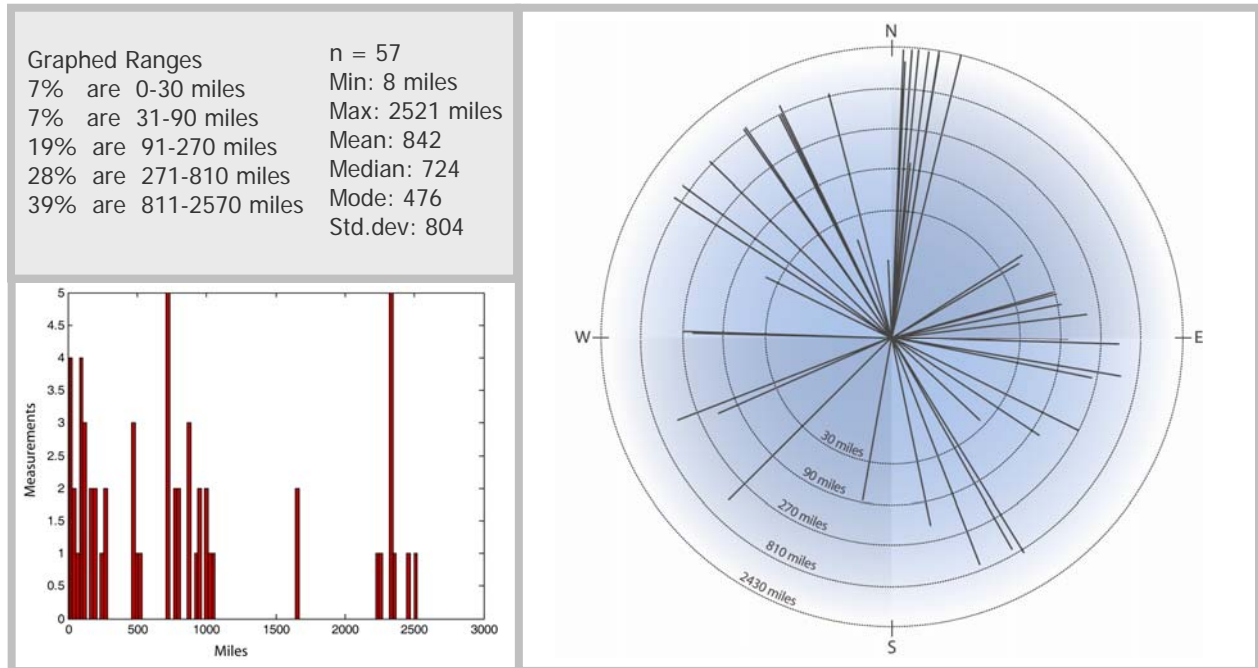 Graphed Ranges
7% are 0-30 miles
7% are 31-90 miles
19% are 91-270 miles
28% are 271-810 miles
39% are 811-2570 miles
n = 57
Min: 8 miles
Max: 2521 miles
Mean: 842
Median: 724
Mode: 476
Std.dev: 804
5
4.5
4
3.5
3
2.5
2
1.5
1
0.5
0
Measurements
0 500 1000 1500 2000 2500 3000
Miles
N
W
E
30 miles
90 miles
270 miles
810 miles
2430 miles
S